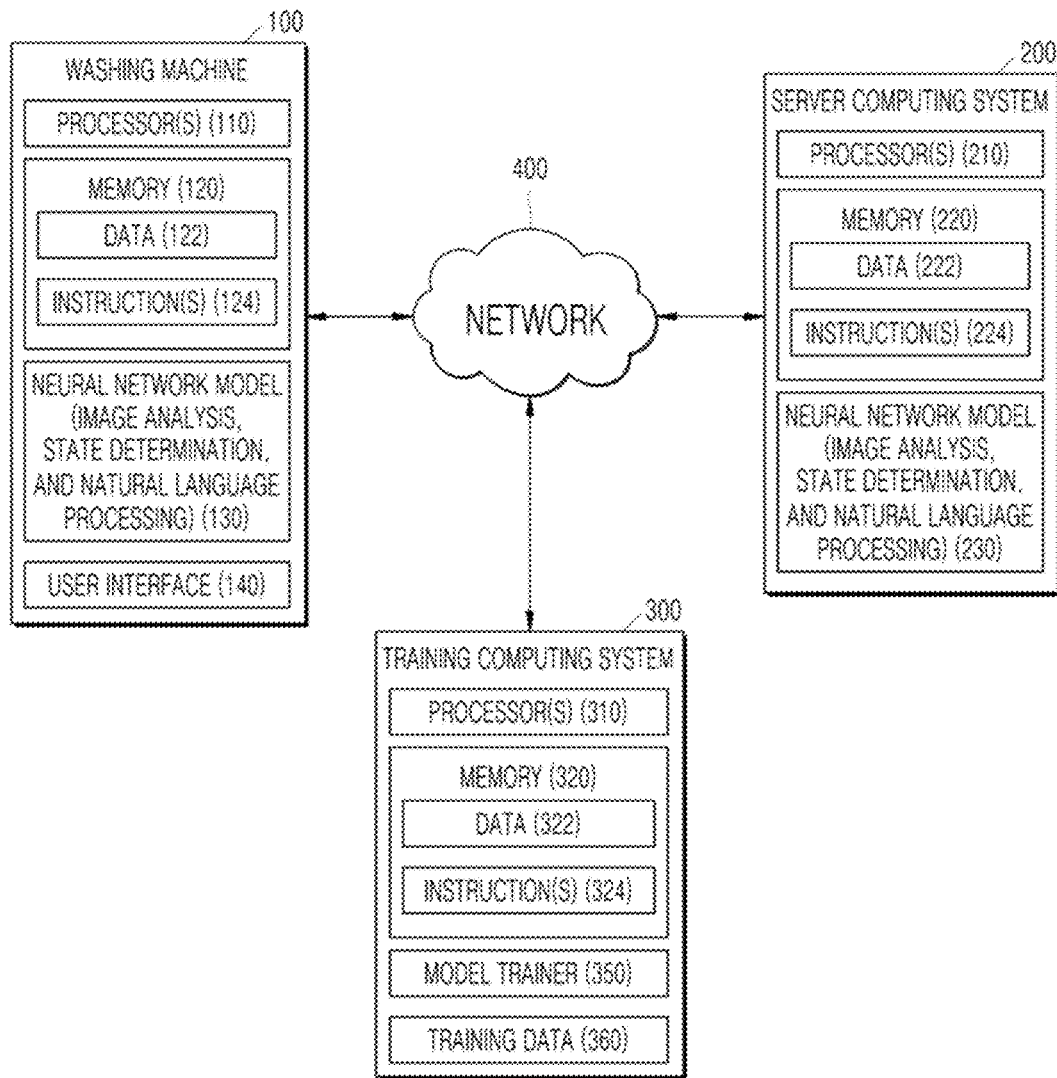 100
WASHING MACHINE
PROCESSOR(S) (110)
MEMORY (120)
DATA (122)
INSTRUCTION(S) (124)
NEURAL NETWORK MODEL
(IMAGE ANALYSIS,
STATE DETERMINATION,
AND NATURAL LANGUAGE
PROCESSING) (130)
USER INTERFACE (140)
400
NETWORK
200
SERVER COMPUTING SYSTEM
PROCESSOR(S) (210)
MEMORY (220)
DATA (222)
INSTRUCTION(S) (224)
NEURAL NETWORK MODEL
(IMAGE ANALYSIS,
STATE DETERMINATION,
AND NATURAL LANGUAGE
PROCESSING) (230)
300
TRAINING COMPUTING SYSTEM
PROCESSOR(S) (310)
MEMORY (320)
DATA (322)
INSTRUCTION(S) (324)
MODEL TRAINER (350)
TRAINING DATA (360)